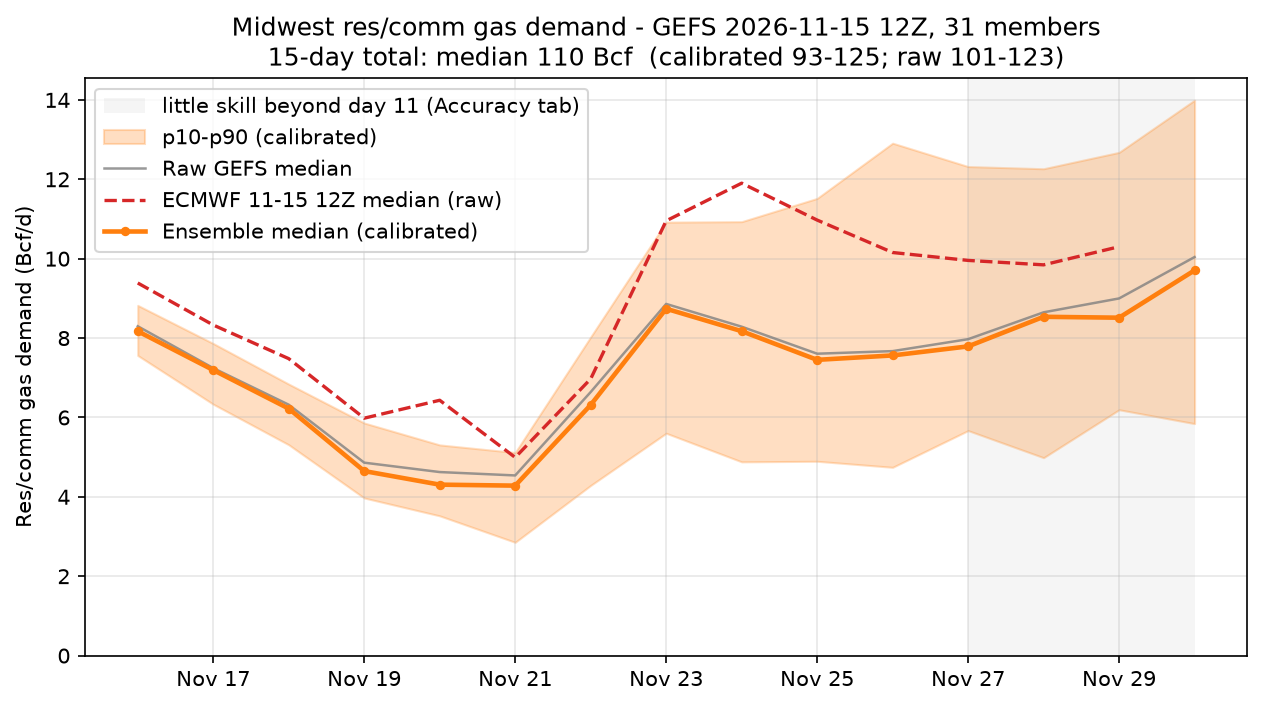 Midwest res/comm gas demand - GEFS 2026-11-15 12Z, 31 members
15-day total: median 110 Bcf  (calibrated 93-125; raw 101-123)
little skill beyond day 11 (Accuracy tab)
p10-p90 (calibrated)
Raw GEFS median
ECMWF 11-15 12Z median (raw)
Ensemble median (calibrated)
Res/comm gas demand (Bcf/d)
14
12
10
8
6
4
2
0
Nov 17
Nov 19
Nov 21
Nov 23
Nov 25
Nov 27
Nov 29